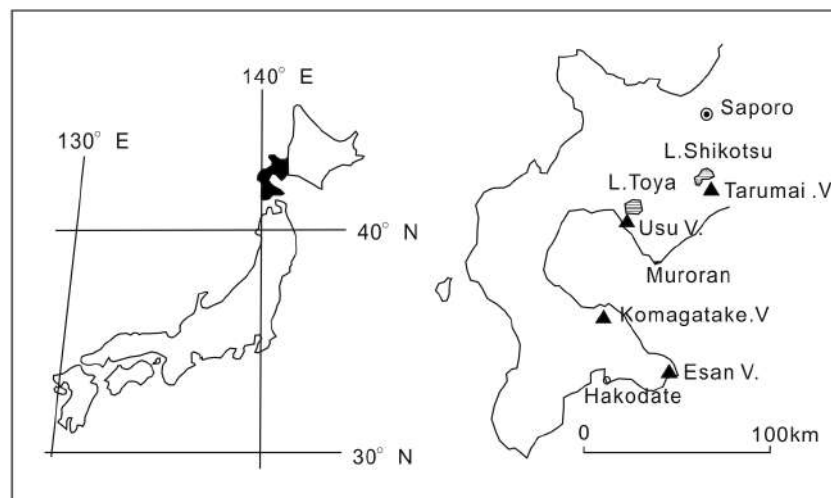 140° E
130° E
40° N
30° N
Saporo
L.Shikotsu
L.Toya
Tarumai .V
Usu V.
Muroran
Komagatake.V
Esan V.
Hakodate
0
100km